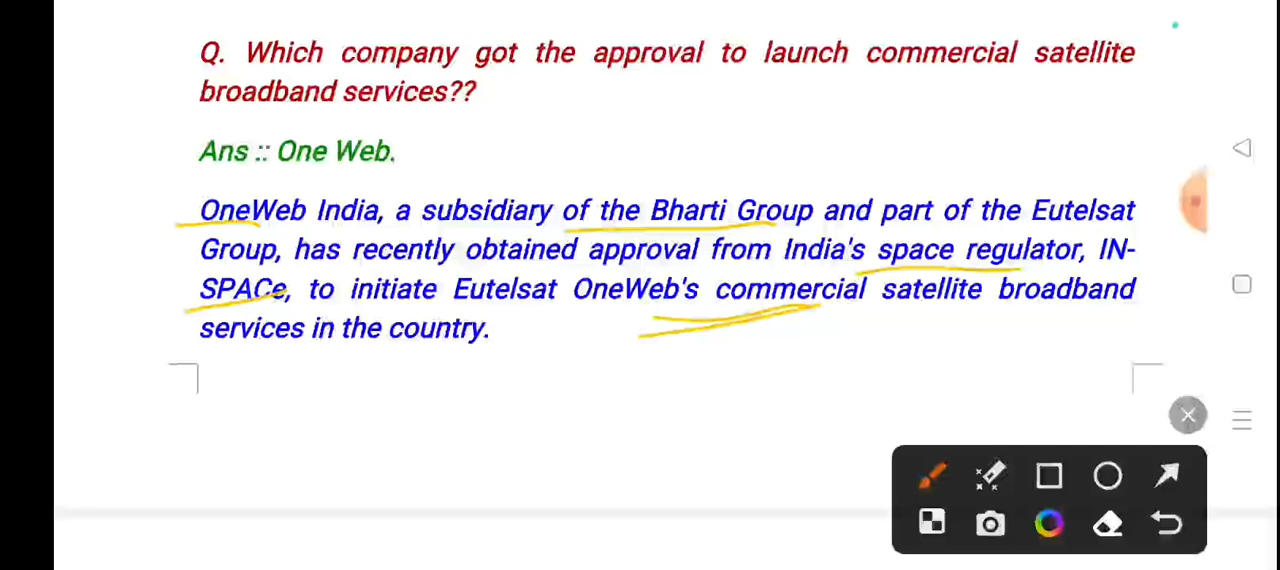 Q. Which company got the approval to launch commercial satellite
broadband services??
Ans :: One Web.
OneWeb India, a subsidiary of the Bharti Group and part of the Eutelsat
Group, has recently obtained approval from India's space regulator, IN-
SPACe, to initiate Eutelsat OneWeb's commercial satellite broadband
services in the country.